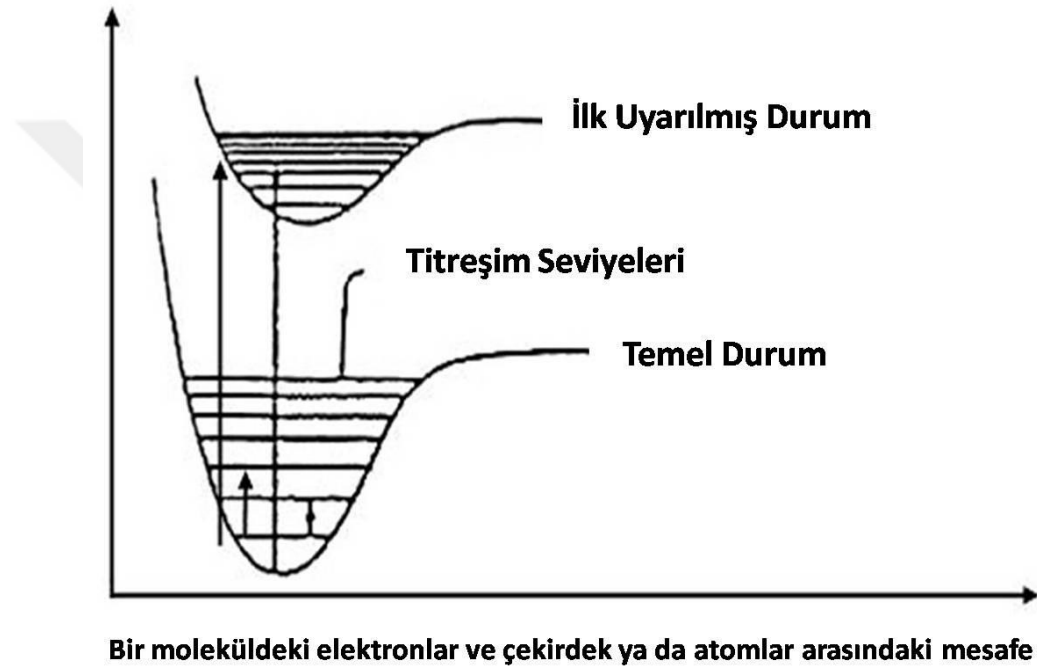 İlk Uyarılmış Durum
Titreşim Seviyeleri
Temel Durum
Bir moleküldeki elektronlar ve çekirdek ya da atomlar arasındaki mesafe